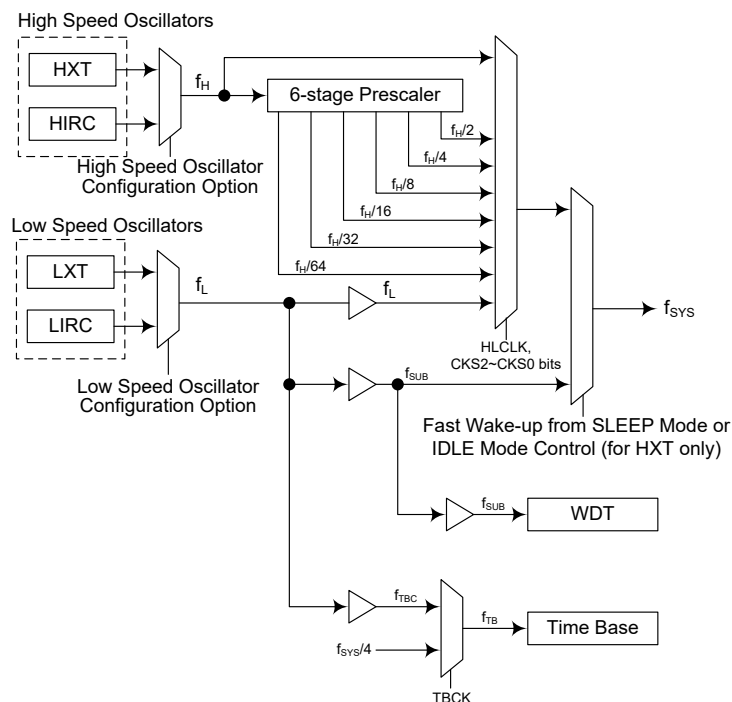 High Speed Oscillators
HXT
HIRC
fH
6-stage Prescaler
High Speed Oscillator
Configuration Option
fH/2
fH/4
fH/8
fH/16
fH/32
fH/64
Low Speed Oscillators
LXT
LIRC
fL
fL
Low Speed Oscillator
Configuration Option
HLCLK,
CKS2~CKS0 bits
fSYS
fSUB
Fast Wake-up from SLEEP Mode or
IDLE Mode Control (for HXT only)
fSUB
WDT
fTBC
fSYS/4
fTB
Time Base
TBCK